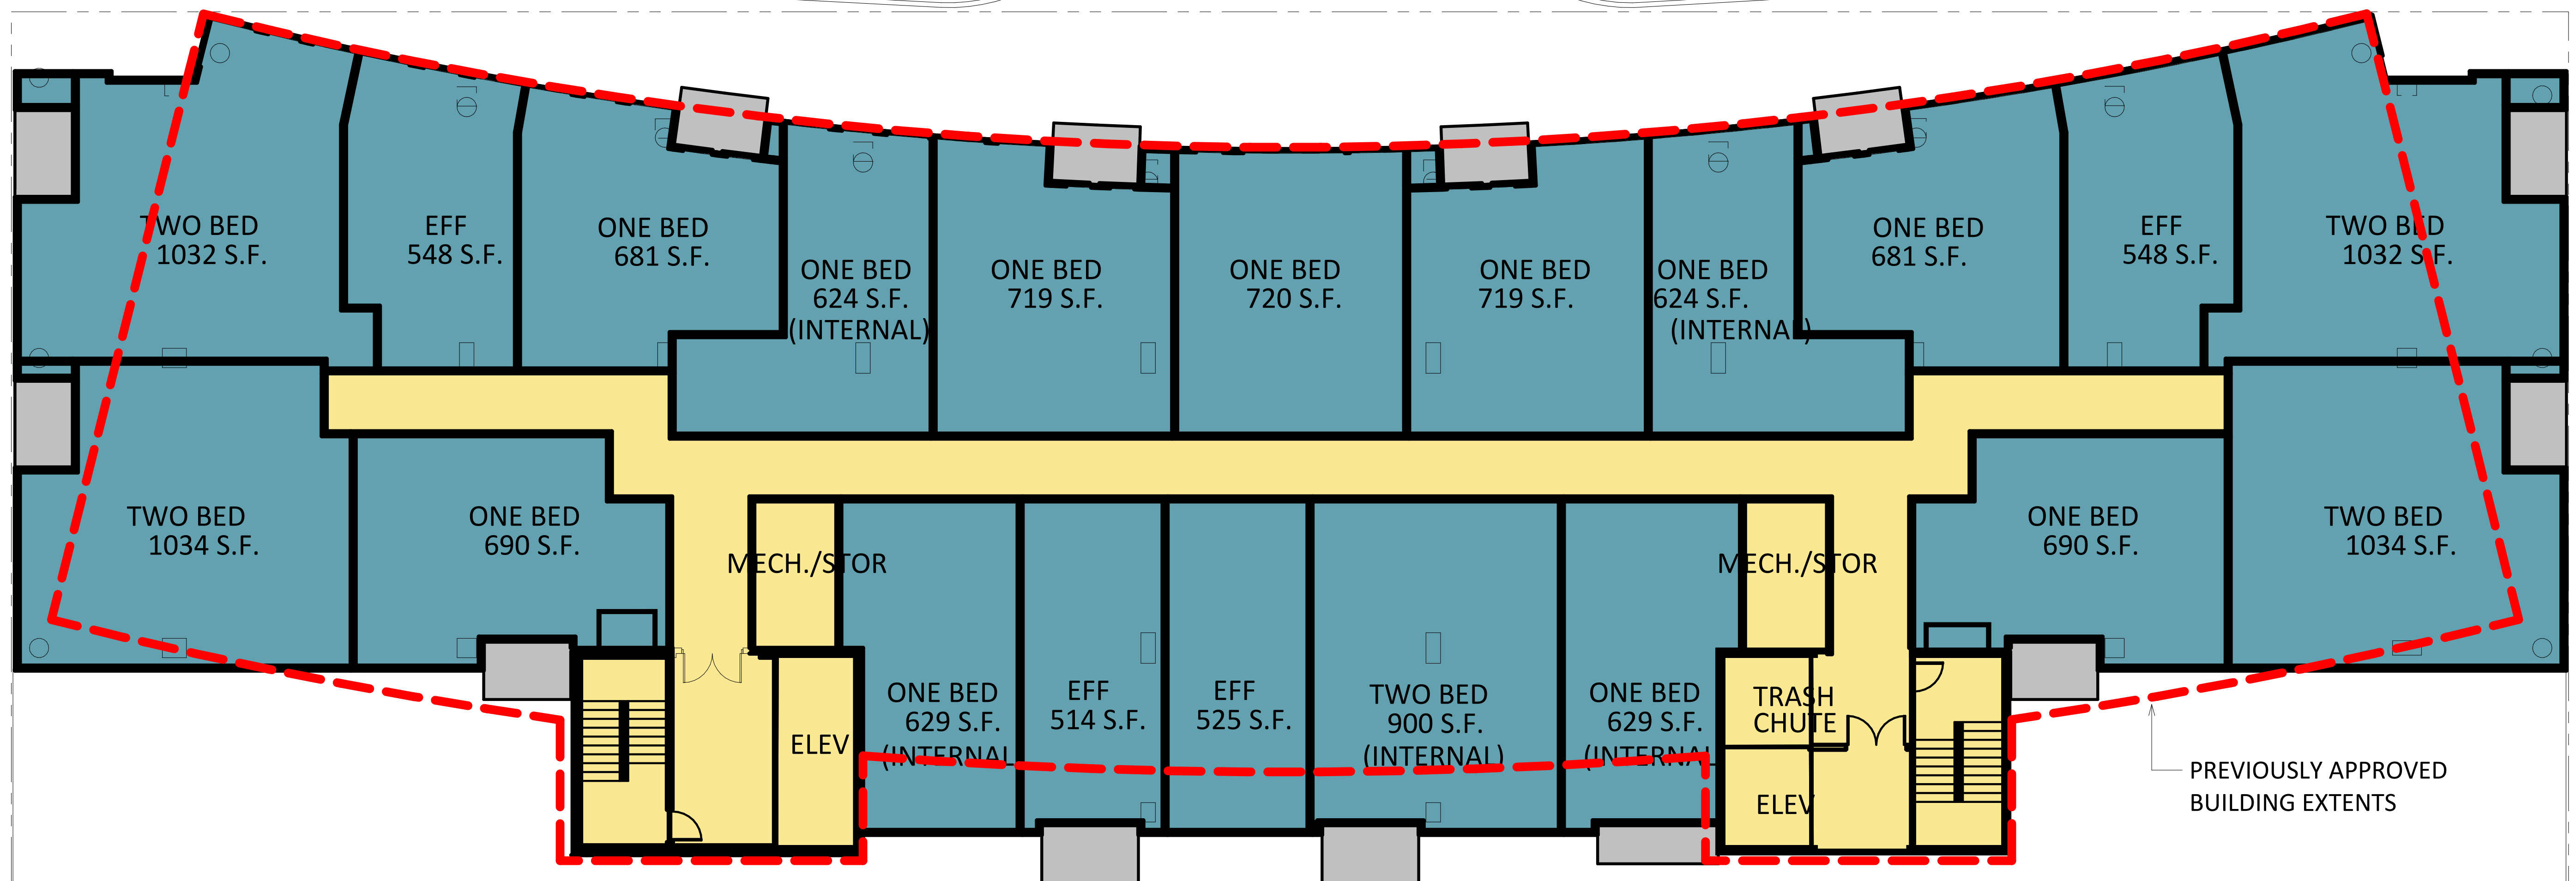 TWO BED
1032 S.F.
EFF
548 S.F.
ONE BED
681 S.F.
ONE BED
624 S.F.
(INTERNAL)
ONE BED
719 S.F.
ONE BED
720 S.F.
ONE BED
719 S.F.
ONE BED
624 S.F.
(INTERNAL)
ONE BED
681 S.F.
EFF
548 S.F.
TWO BED
1032 S.F.
TWO BED
1034 S.F.
ONE BED
690 S.F.
MECH./STOR
MECH./STOR
ONE BED
690 S.F.
TWO BED
1034 S.F.
ELEV
ONE BED
629 S.F.
(INTERNAL
EFF
514 S.F.
EFF
525 S.F.
TWO BED
900 S.F.
(INTERNAL)
ONE BED
629 S.F.
(INTERNAL
TRASH
CHUTE
ELEV
PREVIOUSLY APPROVED
BUILDING EXTENTS